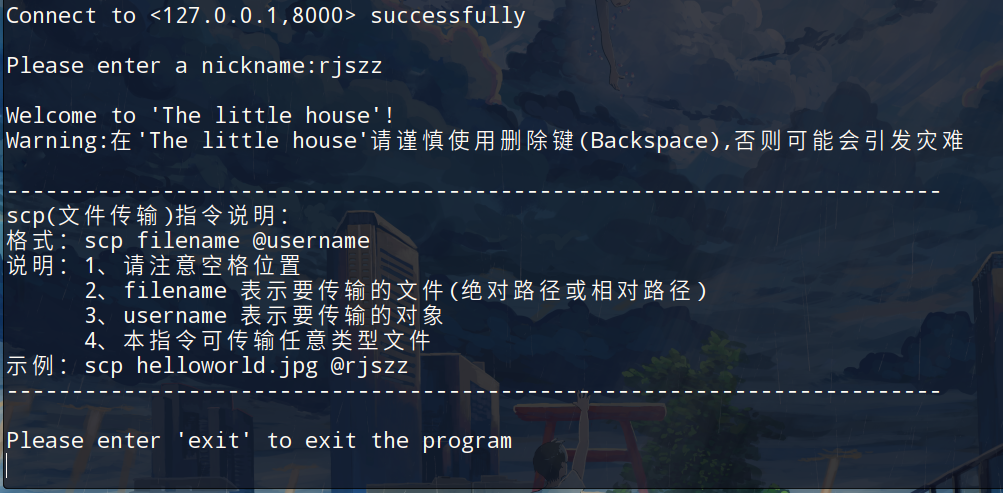 Connect to <127.0.0.1,8000> successfully
Please enter a nickname:rjszz
Welcome to 'The little house'!
Warning:在'The little house'请谨慎使用删除键(Backspace),否则可能会引发灾难
------------------------------------------------------------------------
scp(文件传输)指令说明:
格式: scp filename @username
说明: 1、请注意空格位置
2、filename 表示要传输的文件(绝对路径或相对路径)
3、username 表示要传输的对象
4、本指令可传输任意类型文件
示例: scp helloworld.jpg @rjszz
------------------------------------------------------------------------
Please enter 'exit' to exit the program